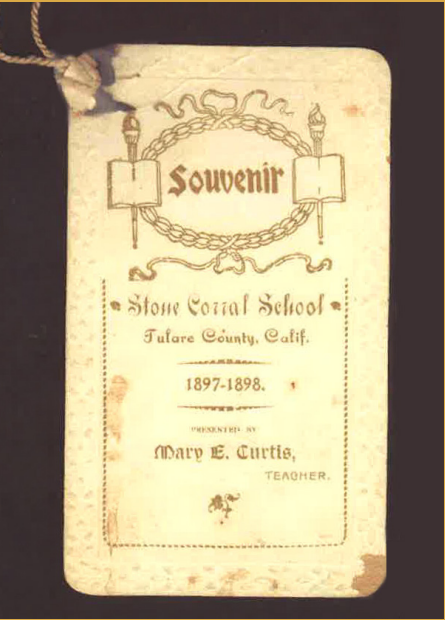 Souvenir
Stone Corral School
Tulare County, Calif.
1897-1898.
PRESENTED BY
Mary E. Curtis,
TEACHER.